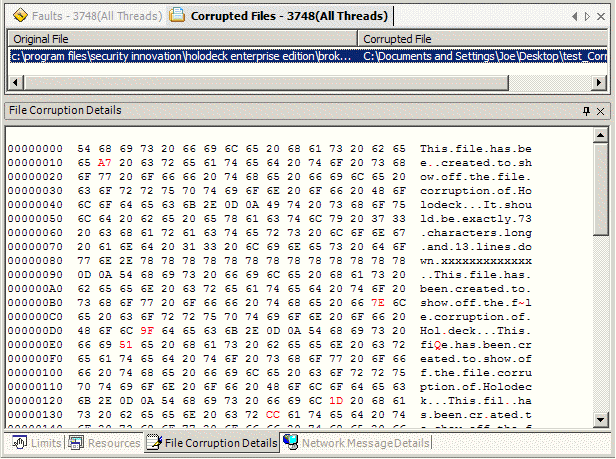 Faults - 3748(All Threads) Corrupted Files - 3748(All Threads)
Original File Corrupted File
c:\program files\security innovation\holodeck enterprise edition\brok... C:\Documents and Settings\Joe\Desktop\test_Corr
File Corruption Details
00000000 54 68 69 73 20 66 69 6C 65 20 68 61 73 20 62 65 This.file.has.be
00000010 65 A7 20 63 72 65 61 74 65 64 20 74 6F 20 73 68 e..created.to.sh
00000020 6F 77 20 6F 66 66 20 74 68 65 20 66 69 6C 65 20 ow.off.the.file.
00000030 63 6F 72 72 75 70 74 69 6F 6E 20 6F 66 20 48 6F corruption.of.Ho
00000040 6C 6F 64 65 63 6B 2E 0D 0A 49 74 20 73 68 6F 75 lodeck...It.shou
00000050 6C 64 20 62 65 20 65 78 61 63 74 6C 79 20 37 33 ld.be.exactly.73
00000060 20 63 68 61 72 61 63 74 65 72 73 20 6C 6F 6E 67 .characters.long
00000070 20 61 6E 64 20 31 33 20 6C 69 6E 65 73 20 64 6F .and.13.lines.do
00000080 77 6E 2E 78 78 78 78 78 78 78 78 78 78 78 78 78 wn.xxxxxxxxxxxxx
00000090 0D 0A 54 68 69 73 20 66 69 6C 65 20 68 61 73 20 ..This.file.has.
000000A0 62 65 65 6E 20 63 72 65 61 74 65 64 20 74 6F 20 been.created.to.
000000B0 73 68 6F 77 20 6F 66 66 20 74 68 65 20 66 7E 6C show.off.the.f~l
000000C0 65 20 63 6F 72 72 75 70 74 69 6F 6E 20 6F 66 20 e.corruption.of.
000000D0 48 6F 6C 9F 64 65 63 6B 2E 0D 0A 54 68 69 73 20 Hol.deck...This.
000000E0 66 69 51 65 20 68 61 73 20 62 65 65 6E 20 63 72 fiQe.has.been.cr
000000F0 65 61 74 65 64 20 74 6F 20 73 68 6F 77 20 6F 66 eated.to.show.of
00000100 66 20 74 68 65 20 66 69 6C 65 20 63 6F 72 72 75 f.the.file.corru
00000110 70 74 69 6F 6E 20 6F 66 20 48 6F 6C 6F 64 65 63 ption.of.Holodec
00000120 6B 2E 0D 0A 54 68 69 73 20 66 69 6C 1D 20 68 61 k...This.fil..ha
00000130 73 20 62 65 65 6E 20 63 72 CC 61 74 65 64 20 74 s.been.cr.ated.t
Limits Resources File Corruption Details Network Message Details